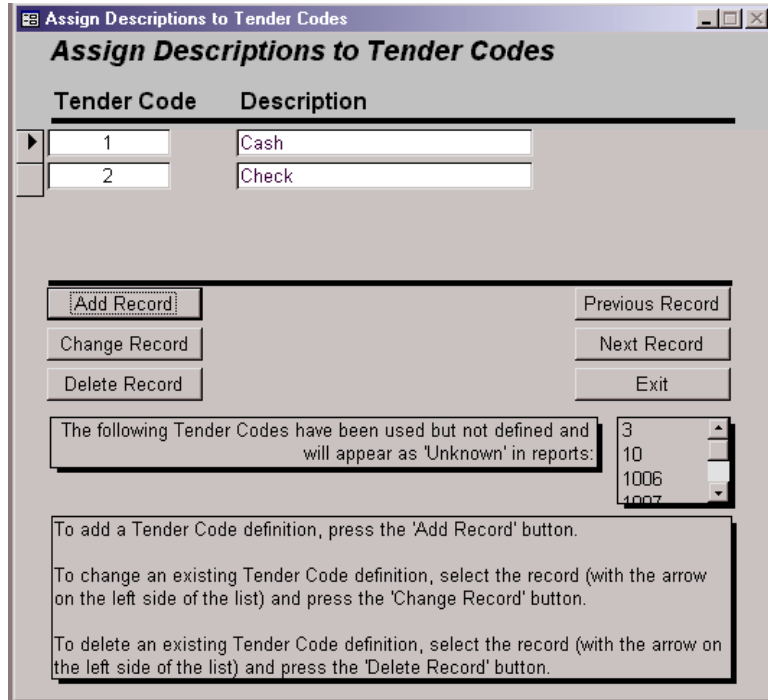 Assign Descriptions to Tender Codes
Assign Descriptions to Tender Codes
Tender Code Description
1 Cash
2 Check
Add Record Previous Record
Change Record Next Record
Delete Record Exit
The following Tender Codes have been used but not defined and
will appear as 'Unknown' in reports:
3
10
1006
1007
To add a Tender Code definition, press the 'Add Record' button.
To change an existing Tender Code definition, select the record (with the arrow
on the left side of the list) and press the 'Change Record' button.
To delete an existing Tender Code definition, select the record (with the arrow on
the left side of the list) and press the 'Delete Record' button.